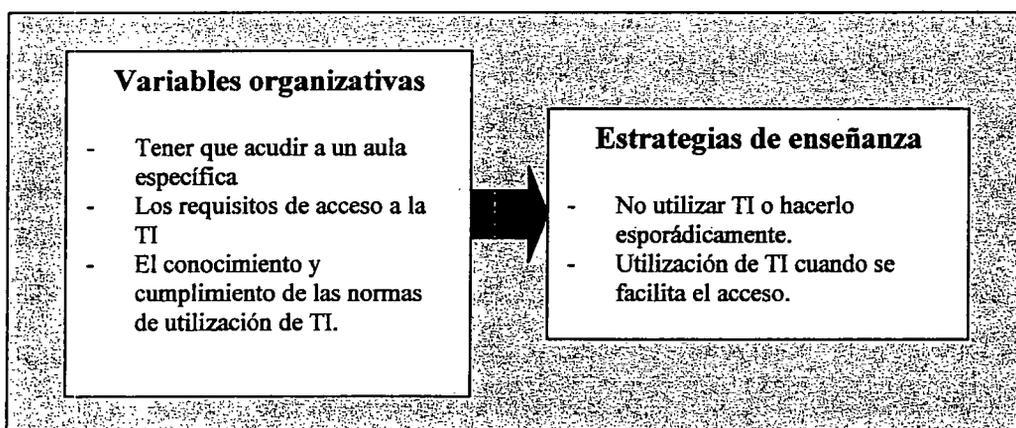 Variables organizativas
- Tener que acudir a un aula
específica
- Los requisitos de acceso a la
TI
- El conocimiento y
cumplimiento de las normas
de utilización de TI.
Estrategias de enseñanza
- No utilizar TI o hacerlo
esporádicamente.
- Utilización de TI cuando se
facilita el acceso.